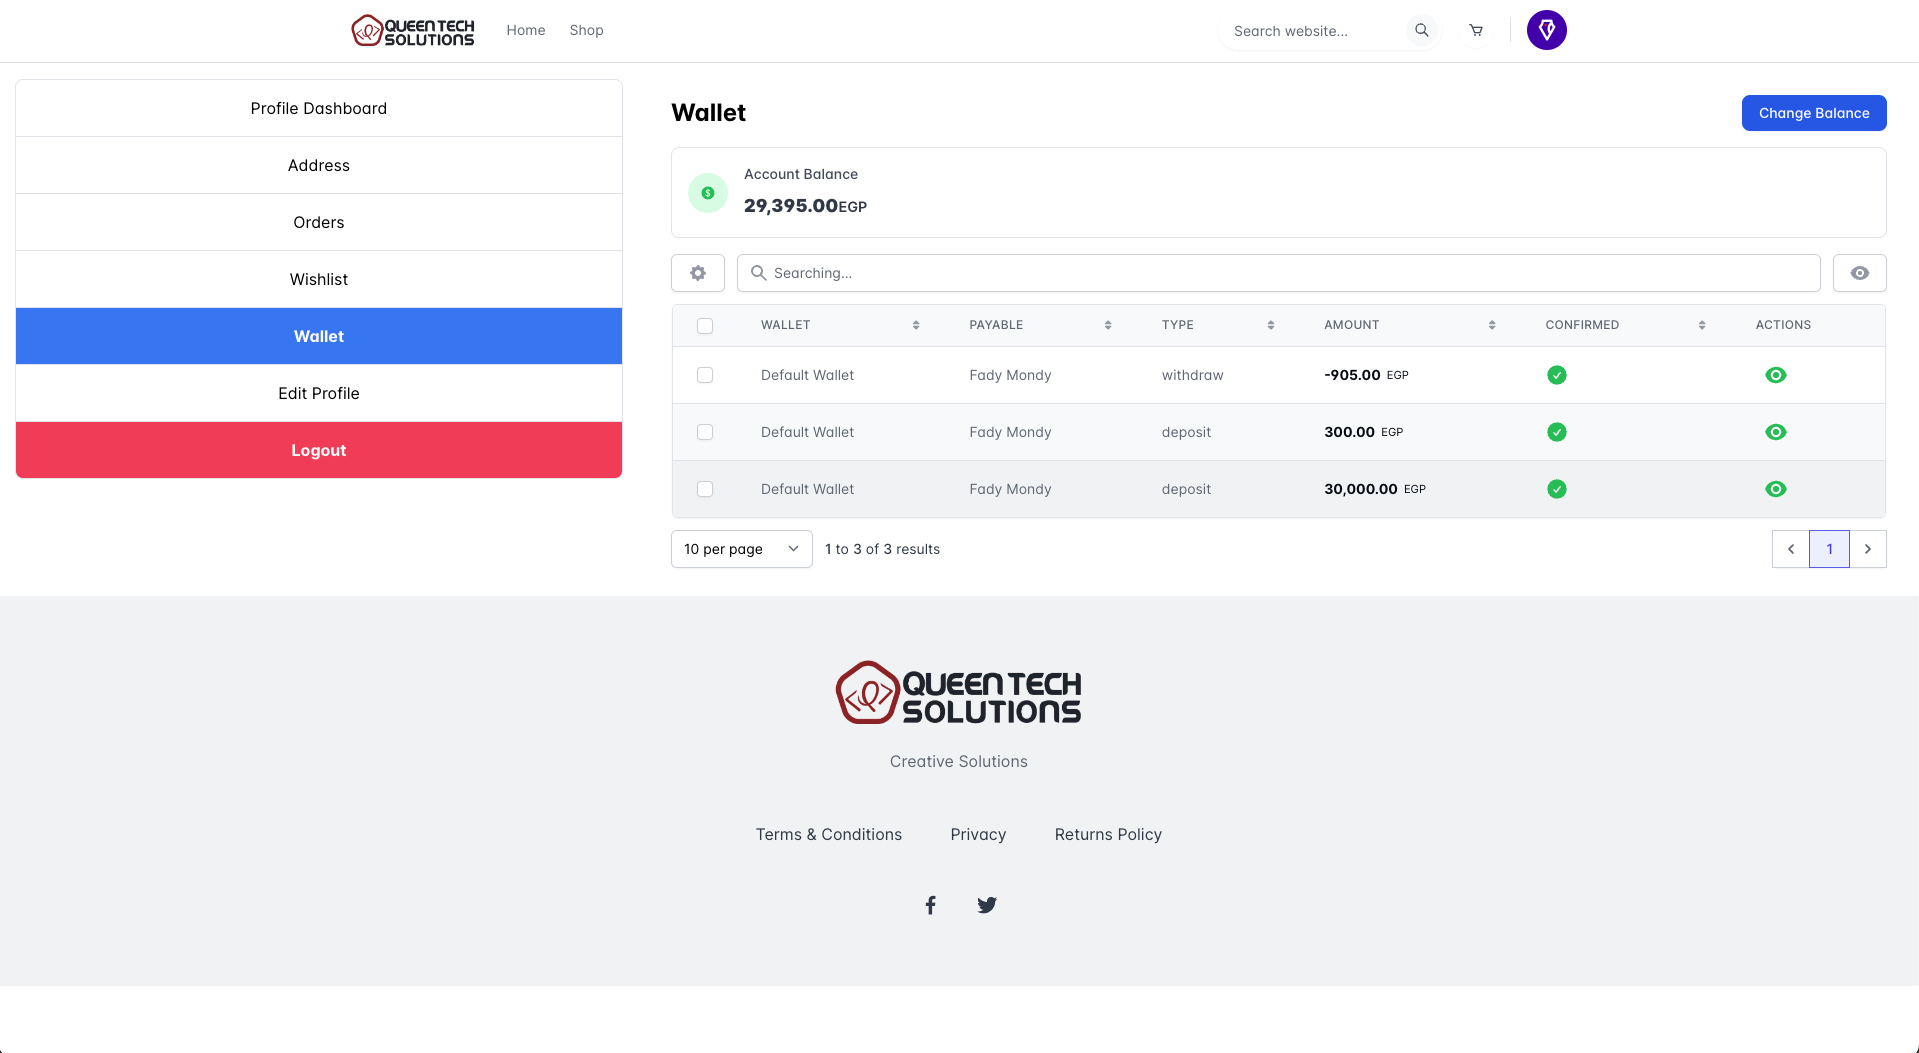 QUEEN TECH
SOLUTIONS
Home
Shop
Search website...
Profile Dashboard
Address
Orders
Wishlist
Wallet
Edit Profile
Logout
Wallet
Change Balance
Account Balance
29,395.00EGP
Searching...
WALLET PAYABLE TYPE AMOUNT CONFIRMED ACTIONS
Default Wallet Fady Mondy withdraw -905.00 EGP
Default Wallet Fady Mondy deposit 300.00 EGP
Default Wallet Fady Mondy deposit 30,000.00 EGP
10 per page
1 to 3 of 3 results
1
QUEEN TECH
SOLUTIONS
Creative Solutions
Terms & Conditions Privacy Returns Policy